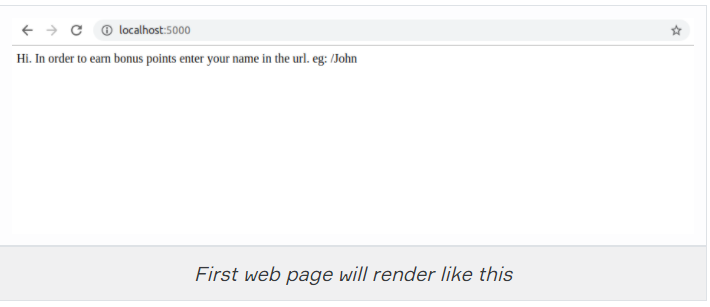 localhost:5000
Hi. In order to earn bonus points enter your name in the url. eg: /John
First web page will render like this